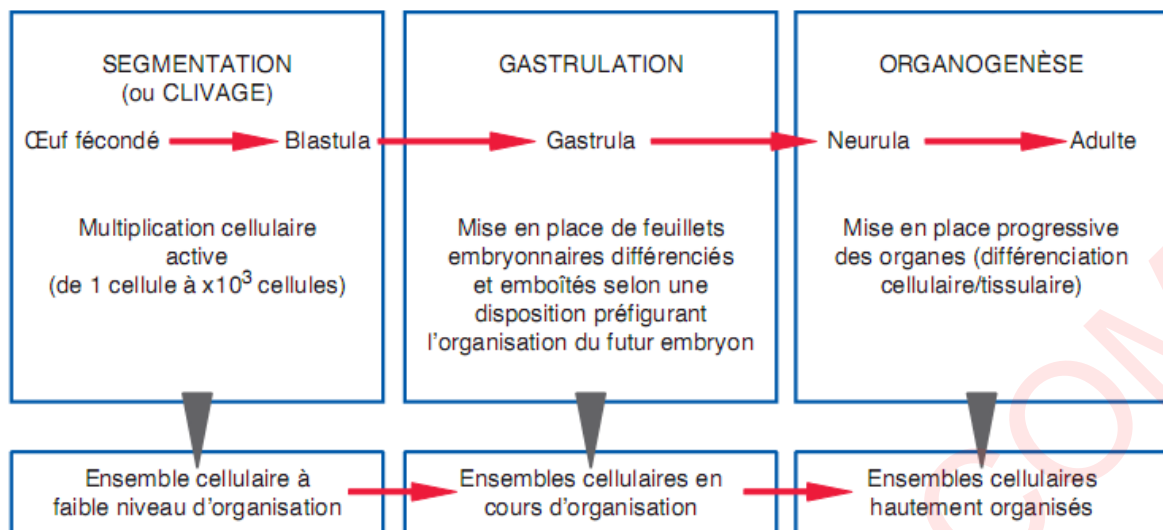 SEGMENTATION
(ou CLIVAGE)
Œuf fécondé
Blastula
Multiplication cellulaire
active
(de 1 cellule à x10³ cellules)
GASTRULATION
Gastrula
Mise en place de feuillets
embryonnaires différenciés
et emboîtés selon une
disposition préfigurant
l'organisation du futur embryon
ORGANOGENÈSE
Neurula
Adulte
Mise en place progressive
des organes (différenciation
cellulaire/tissulaire)
Ensemble cellulaire à
faible niveau d'organisation
Ensembles cellulaires en
cours d'organisation
Ensembles cellulaires
hautement organisés